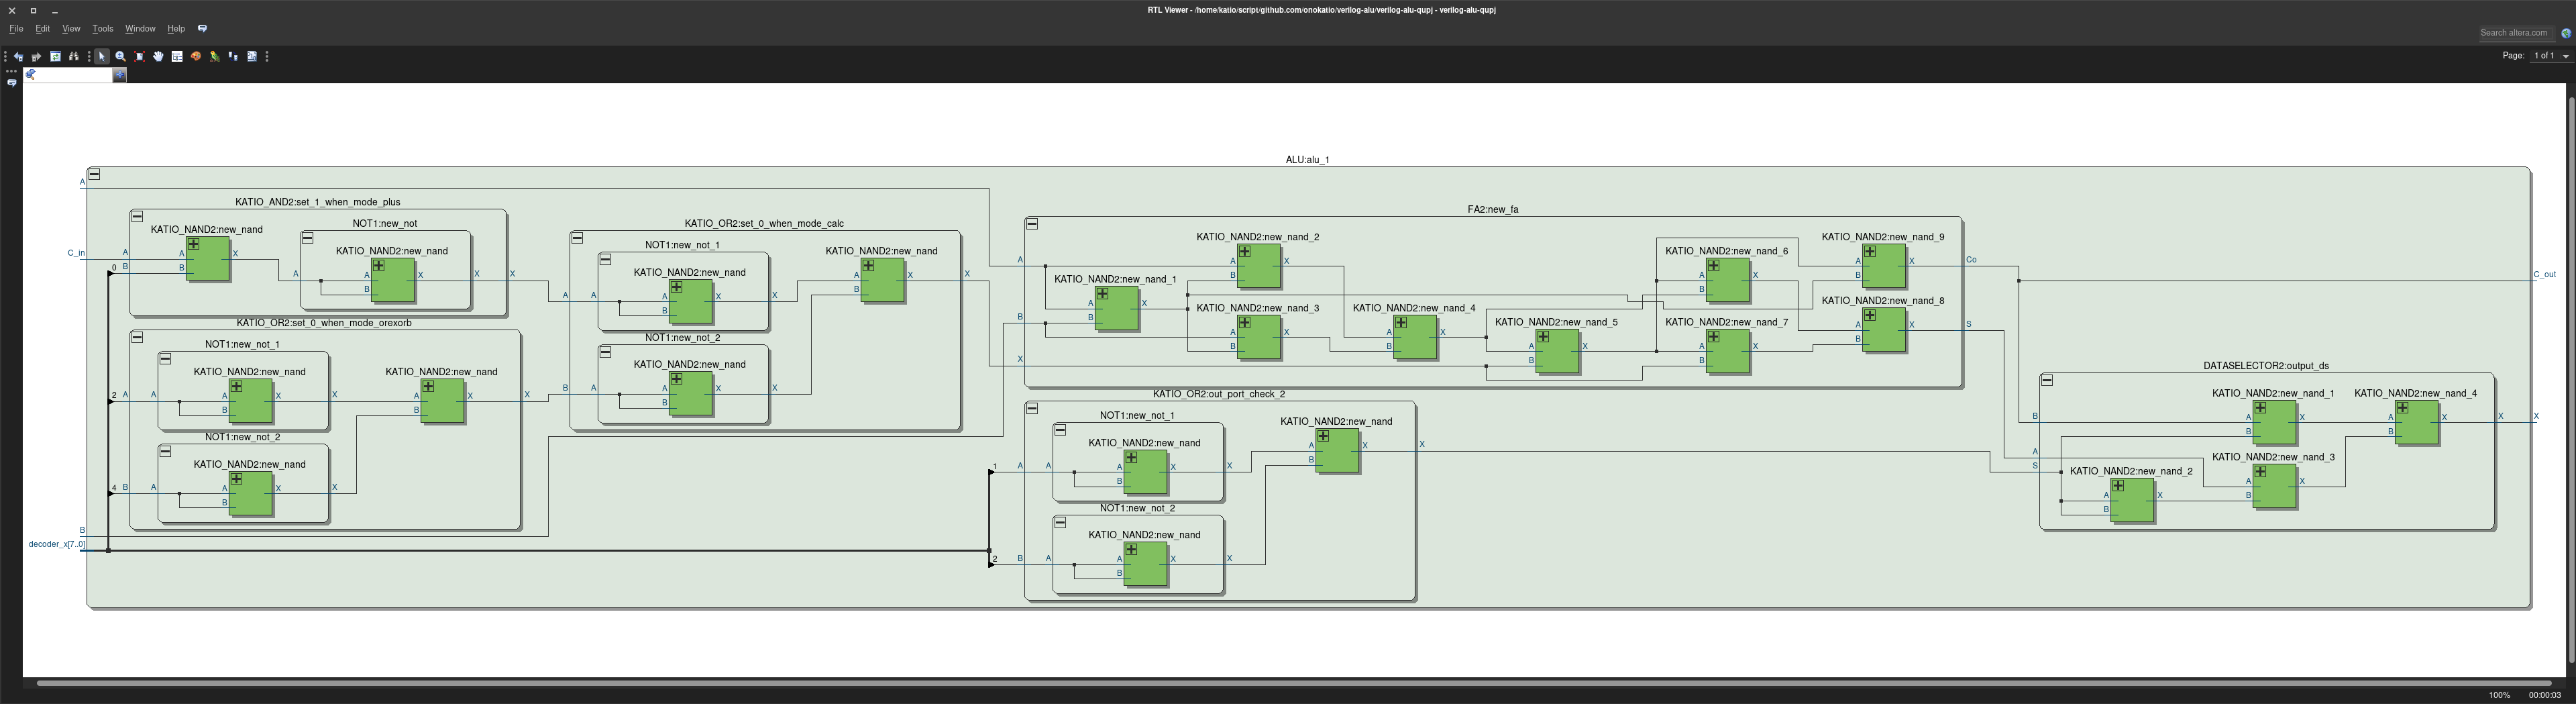 RTL Viewer - /home/katio/script/github.com/onokatio/verilog-alu/verilog-alu-qupj - verilog-alu-qupj
File Edit View Tools Window Help
Search altera.com
Page: 1 of 1
ALU:alu_1
A
KATIO_AND2:set_1_when_mode_plus
KATIO_NAND2:new_nand
NOT1:new_not
KATIO_NAND2:new_nand
C_in
A B A B X A A B X X X
0
KATIO_OR2:set_0_when_mode_orexorb
NOT1:new_not_1
KATIO_NAND2:new_nand
KATIO_NAND2:new_nand
2 A A A B X X A B X X
NOT1:new_not_2
KATIO_NAND2:new_nand
4 B A A B X X
B
decoder_x[7..0]
KATIO_OR2:set_0_when_mode_calc
NOT1:new_not_1
KATIO_NAND2:new_nand
KATIO_NAND2:new_nand
A A A B X X A B X X
NOT1:new_not_2
KATIO_NAND2:new_nand
B A A B X X
FA2:new_fa
KATIO_NAND2:new_nand_2
KATIO_NAND2:new_nand_6
KATIO_NAND2:new_nand_9
A A B X A B X A B X Co
KATIO_NAND2:new_nand_1
KATIO_NAND2:new_nand_3
KATIO_NAND2:new_nand_4
KATIO_NAND2:new_nand_5
KATIO_NAND2:new_nand_7
KATIO_NAND2:new_nand_8
B A B X A B X A B X A B X A B X A B X S
X
C_out
KATIO_OR2:out_port_check_2
NOT1:new_not_1
KATIO_NAND2:new_nand
KATIO_NAND2:new_nand
1 A A A B X X A B X X
NOT1:new_not_2
KATIO_NAND2:new_nand
2 B A A B X X
DATASELECTOR2:output_ds
KATIO_NAND2:new_nand_1
KATIO_NAND2:new_nand_4
B A B X A B X X X
A
S
KATIO_NAND2:new_nand_2
KATIO_NAND2:new_nand_3
A B X A B X
100% 00:00:03